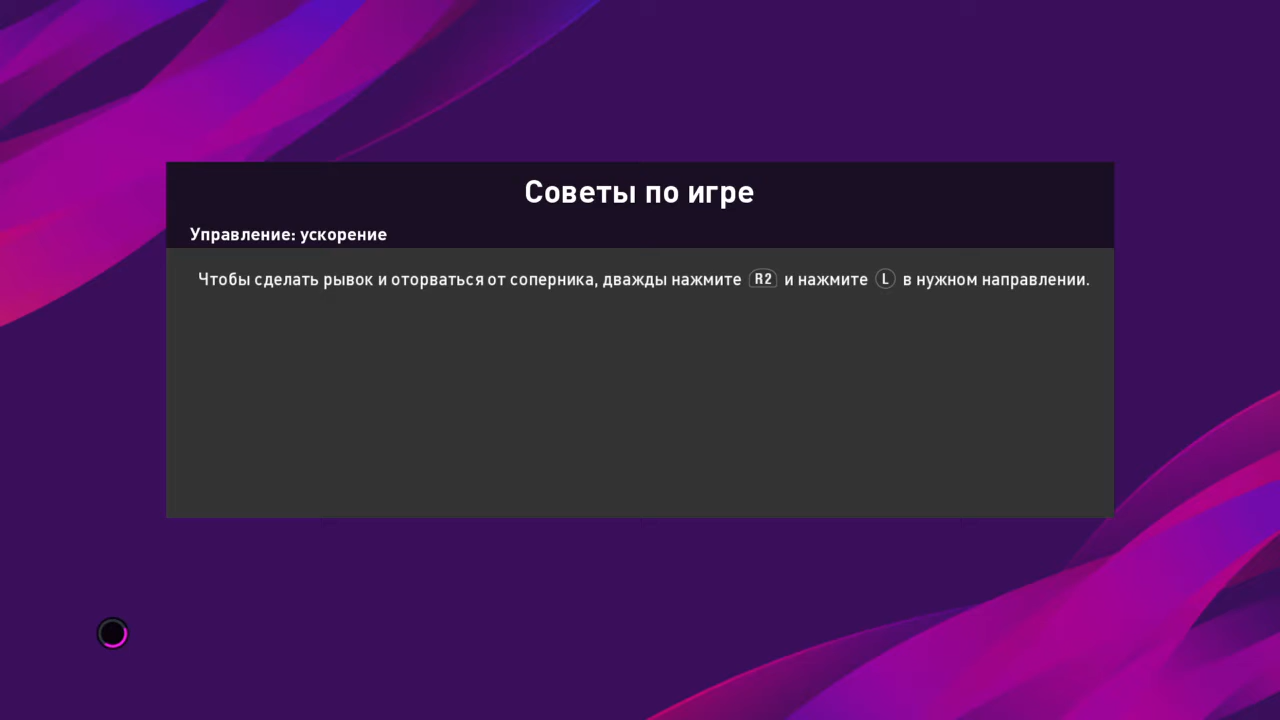 Советы по игре
Управление: ускорение
Чтобы сделать рывок и оторваться от соперника, дважды нажмите R2 и нажмите L в нужном направлении.